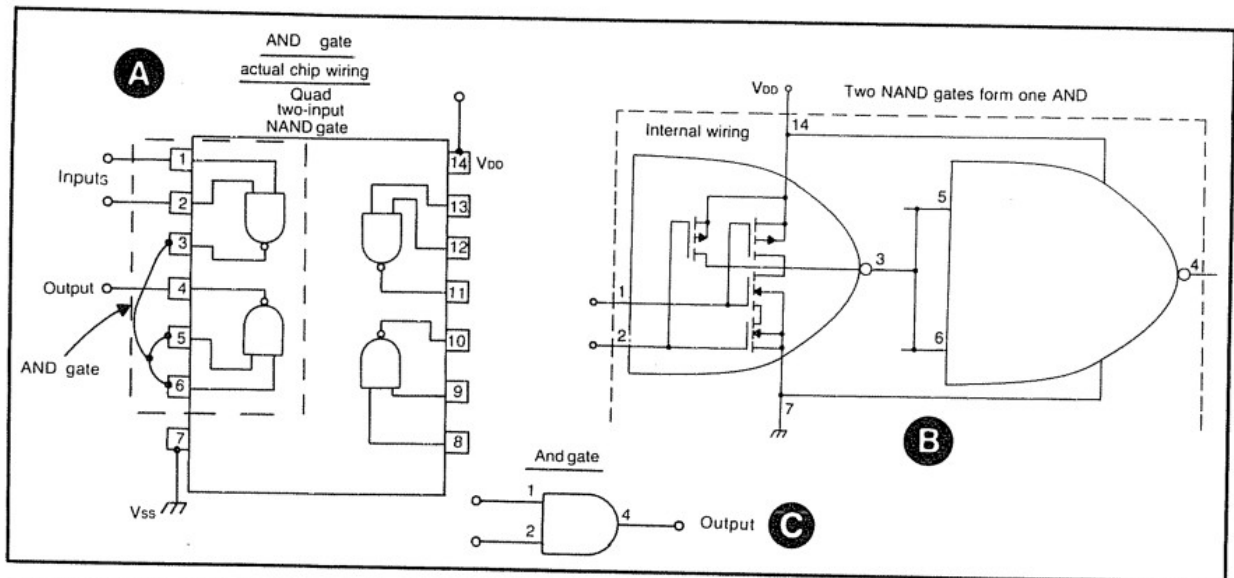 A
AND gate
actual chip wiring
Quad
two-input
NAND gate
Inputs
Output
AND gate
1
2
3
4
5
6
7
VSS
14
VDD
13
12
11
10
9
8
VDD
Two NAND gates form one AND
14
Internal wiring
1
2
3
5
6
4
7
B
And gate
1
2
4
Output
C